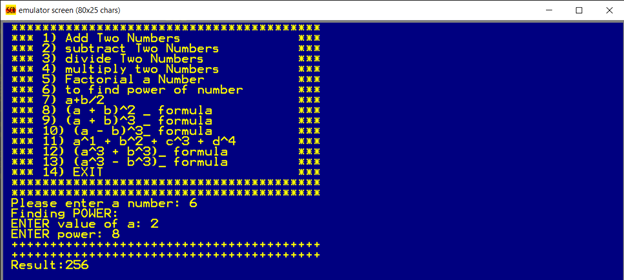 emulator screen (80x25 chars)
****************************************
*** 1) Add Two Numbers ***
*** 2) subtract Two Numbers ***
*** 3) divide Two Numbers ***
*** 4) multiply two Numbers ***
*** 5) Factorial a Number ***
*** 6) to find power of number ***
*** 7) a+b/2 ***
*** 8) (a + b)^2 _ formula ***
*** 9) (a + b)^3_ formula ***
*** 10) (a - b)^3_ formula ***
*** 11) a^1 + b^2 + c^3 + d^4 ***
*** 12) (a^3 + b^3)_ formula ***
*** 13) (a^3 - b^3)_ formula ***
*** 14) EXIT ***
****************************************
****************************************
Please enter a number: 6
Finding POWER:
ENTER value of a: 2
ENTER power: 8
++++++++++++++++++++++++++++++++++++++++
++++++++++++++++++++++++++++++++++++++++
Result:256